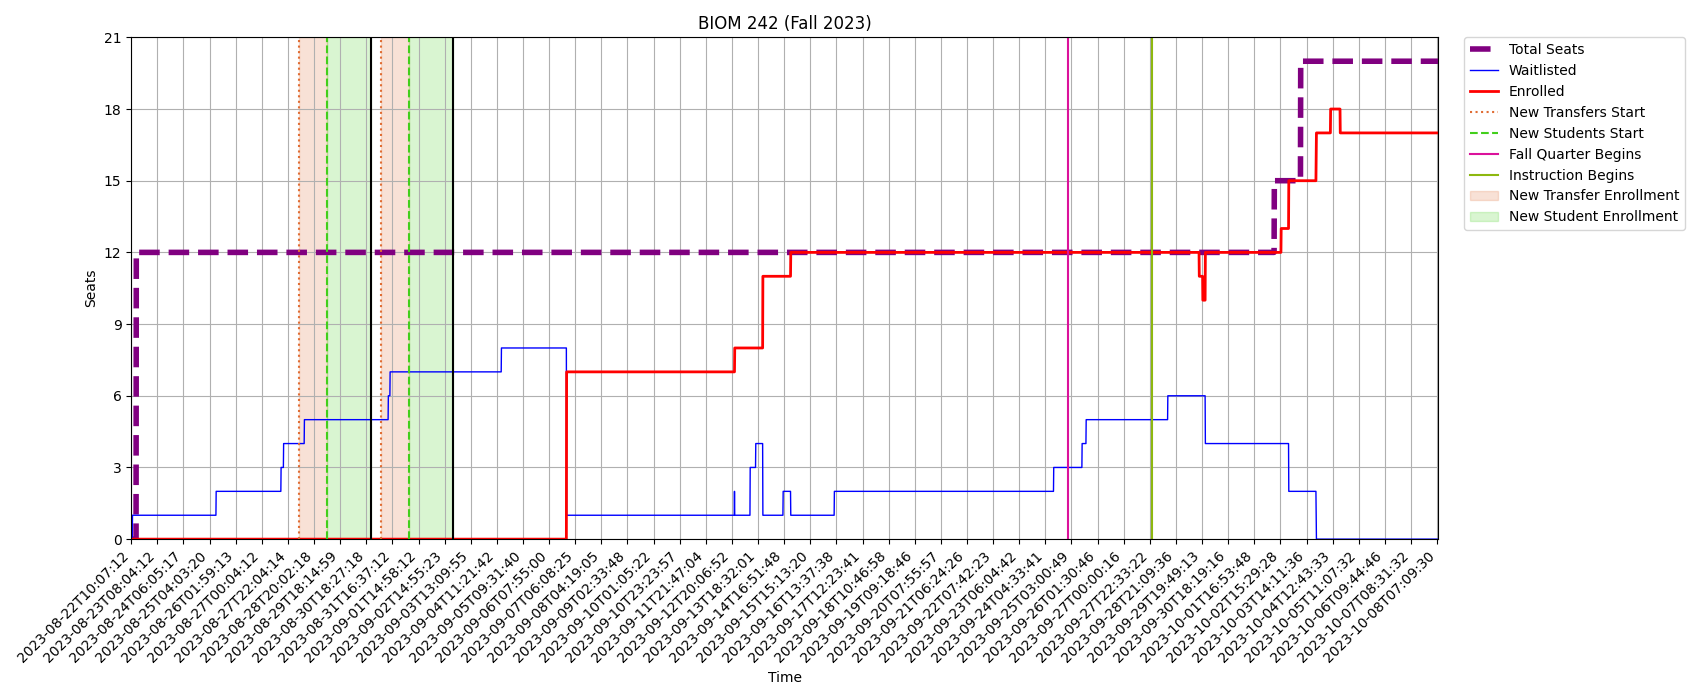 BIOM 242 (Fall 2023)
21
18
15
12
9
6
3
0
Seats
2023-08-22T10:07:12
2023-08-23T08:04:12
2023-08-24T06:05:17
2023-08-25T04:03:20
2023-08-26T01:59:13
2023-08-27T00:04:12
2023-08-27T22:04:14
2023-08-28T20:02:18
2023-08-29T18:14:59
2023-08-30T18:27:18
2023-08-31T16:37:12
2023-09-01T14:58:12
2023-09-02T14:55:23
2023-09-03T13:09:55
2023-09-04T11:21:42
2023-09-05T09:31:40
2023-09-06T07:55:00
2023-09-07T06:08:25
2023-09-08T04:19:05
2023-09-09T02:33:48
2023-09-10T01:05:22
2023-09-10T23:23:57
2023-09-11T21:47:04
2023-09-12T20:06:52
2023-09-13T18:32:01
2023-09-14T16:51:48
2023-09-15T15:13:20
2023-09-16T13:37:38
2023-09-17T12:23:41
2023-09-18T10:46:58
2023-09-19T09:18:46
2023-09-20T07:55:57
2023-09-21T06:24:26
2023-09-22T07:42:23
2023-09-23T06:04:42
2023-09-24T04:33:41
2023-09-25T03:00:49
2023-09-26T01:30:46
2023-09-27T00:00:16
2023-09-27T22:33:22
2023-09-28T21:09:36
2023-09-29T19:49:13
2023-09-30T18:19:16
2023-10-01T16:53:48
2023-10-02T15:29:28
2023-10-03T14:11:36
2023-10-04T12:43:33
2023-10-05T11:07:32
2023-10-06T09:44:46
2023-10-07T08:31:32
2023-10-08T07:09:30
Time
Total Seats
Waitlisted
Enrolled
New Transfers Start
New Students Start
Fall Quarter Begins
Instruction Begins
New Transfer Enrollment
New Student Enrollment